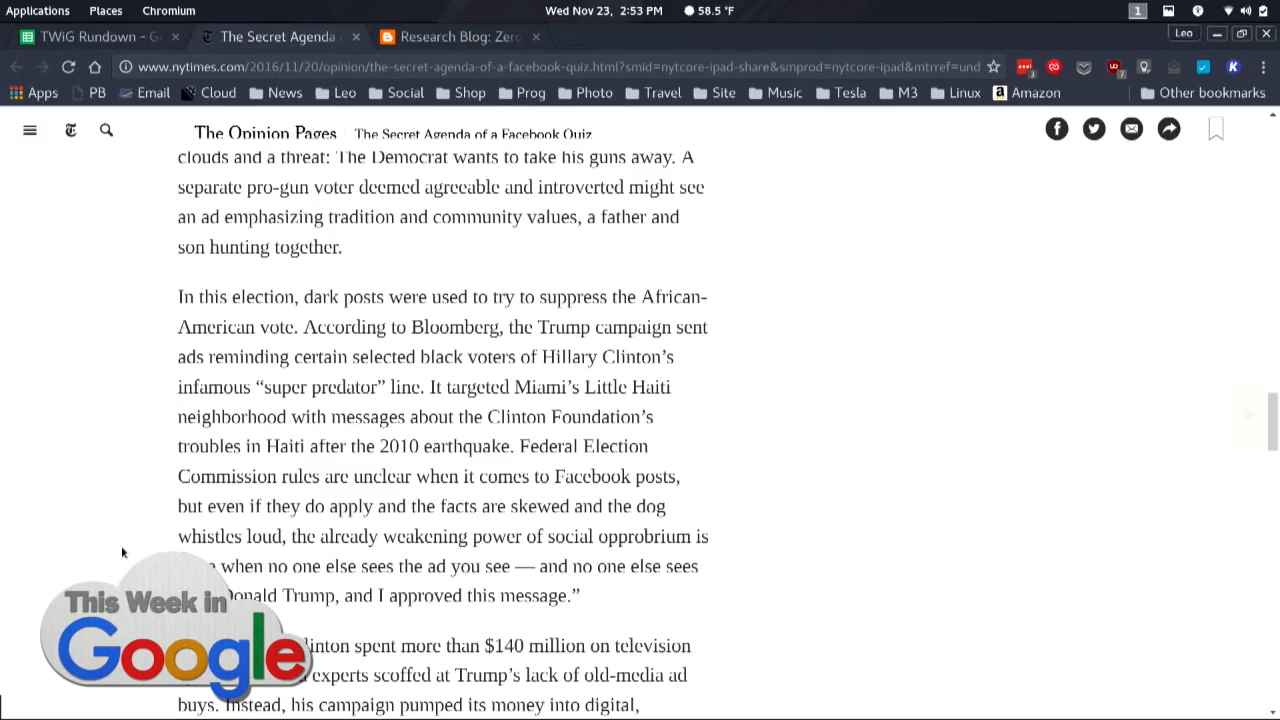 Applications Places Chromium Wed Nov 23, 2:53 PM 58.5 °F 1
TWiG Rundown - G The Secret Agenda Research Blog: Zero Leo
www.nytimes.com/2016/11/20/opinion/the-secret-agenda-of-a-facebook-quiz.html?smid=nytcore-ipad-share&smprod=nytcore-ipad&mtrref=und
Apps PB Email Cloud News Leo Social Shop Prog Photo Travel Site Music Tesla M3 Linux Amazon Other bookmarks
The Opinion Pages The Secret Agenda of a Facebook Quiz
clouds and a threat: The Democrat wants to take his guns away. A
separate pro-gun voter deemed agreeable and introverted might see
an ad emphasizing tradition and community values, a father and
son hunting together.
In this election, dark posts were used to try to suppress the African-
American vote. According to Bloomberg, the Trump campaign sent
ads reminding certain selected black voters of Hillary Clinton's
infamous “super predator” line. It targeted Miami's Little Haiti
neighborhood with messages about the Clinton Foundation's
troubles in Haiti after the 2010 earthquake. Federal Election
Commission rules are unclear when it comes to Facebook posts,
but even if they do apply and the facts are skewed and the dog
whistles loud, the already weakening power of social opprobrium is
when no one else sees the ad you see — and no one else sees
onald Trump, and I approved this message.”
linton spent more than $140 million on television
experts scoffed at Trump's lack of old-media ad
buys. Instead, his campaign pumped its money into digital,
This Week in
Google